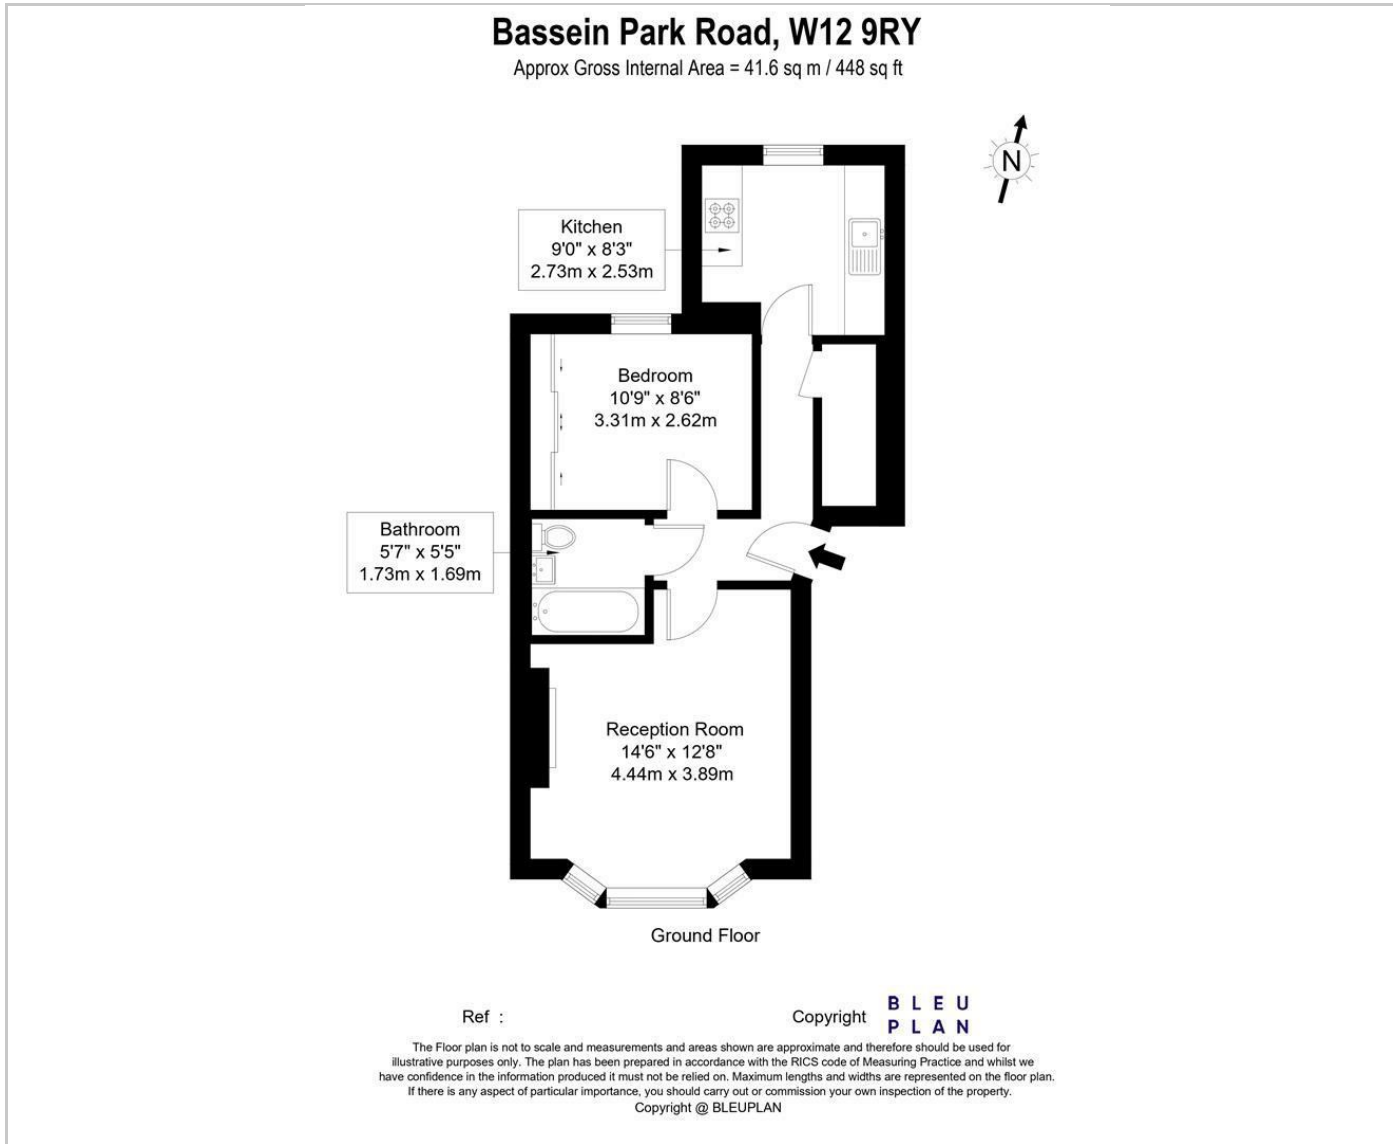 Bassein Park Road, W12 9RY
Approx Gross Internal Area = 41.6 sq m / 448 sq ft
N
Kitchen
9'0" x 8'3"
2.73m x 2.53m
Bedroom
10'9" x 8'6"
3.31m x 2.62m
Bathroom
5'7" x 5'5"
1.73m x 1.69m
Reception Room
14'6" x 12'8"
4.44m x 3.89m
Ground Floor
Ref :
Copyright
BLEU
PLAN
The Floor plan is not to scale and measurements and areas shown are approximate and therefore should be used for
illustrative purposes only. The plan has been prepared in accordance with the RICS code of Measuring Practice and whilst we
have confidence in the information produced it must not be relied on. Maximum lengths and widths are represented on the floor plan.
If there is any aspect of particular importance, you should carry out or commission your own inspection of the property.
Copyright @ BLEUPLAN